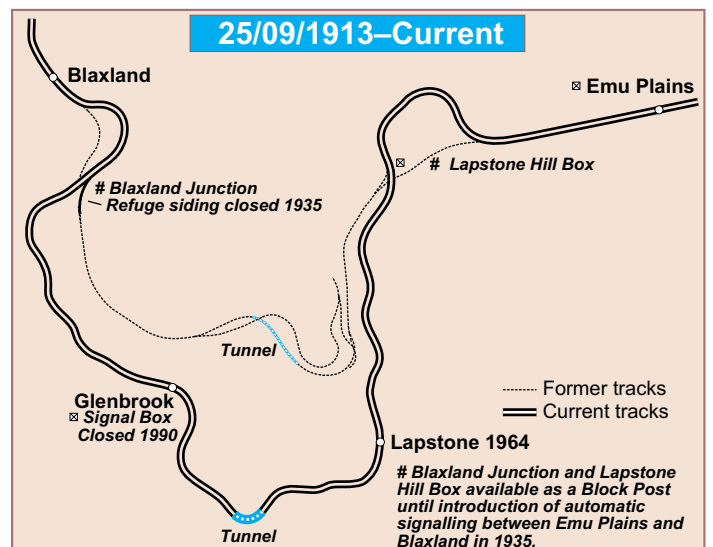 25/09/1913–Current
Blaxland
Emu Plains
# Lapstone Hill Box
# Blaxland Junction
Refuge siding closed 1935
Tunnel
Former tracks
Current tracks
Glenbrook
Signal Box
Closed 1990
Lapstone 1964
# Blaxland Junction and Lapstone
Hill Box available as a Block Post
until introduction of automatic
signalling between Emu Plains and
Blaxland in 1935.
Tunnel